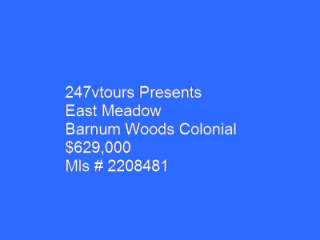 247vtours Presents
East Meadow
Barnum Woods Colonial
$629,000
Mls # 2208481